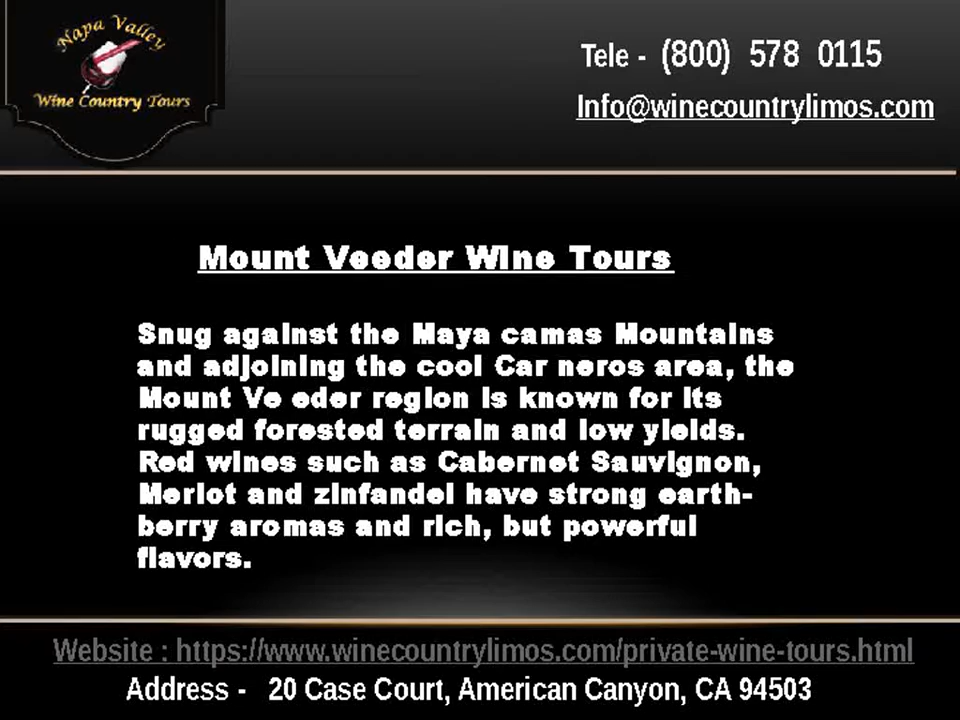 Napa Valley
Wine Country Tours
Tele - (800) 578 0115
Info@winecountrylimos.com
Mount Veeder Wine Tours
Snug against the Maya camas Mountains
and adjoining the cool Car neros area, the
Mount Ve eder region is known for its
rugged forested terrain and low yields.
Red wines such as Cabernet Sauvignon,
Merlot and zinfandel have strong earth-
berry aromas and rich, but powerful
flavors.
Website : https://www.winecountrylimos.com/private-wine-tours.html
Address - 20 Case Court, American Canyon, CA 94503